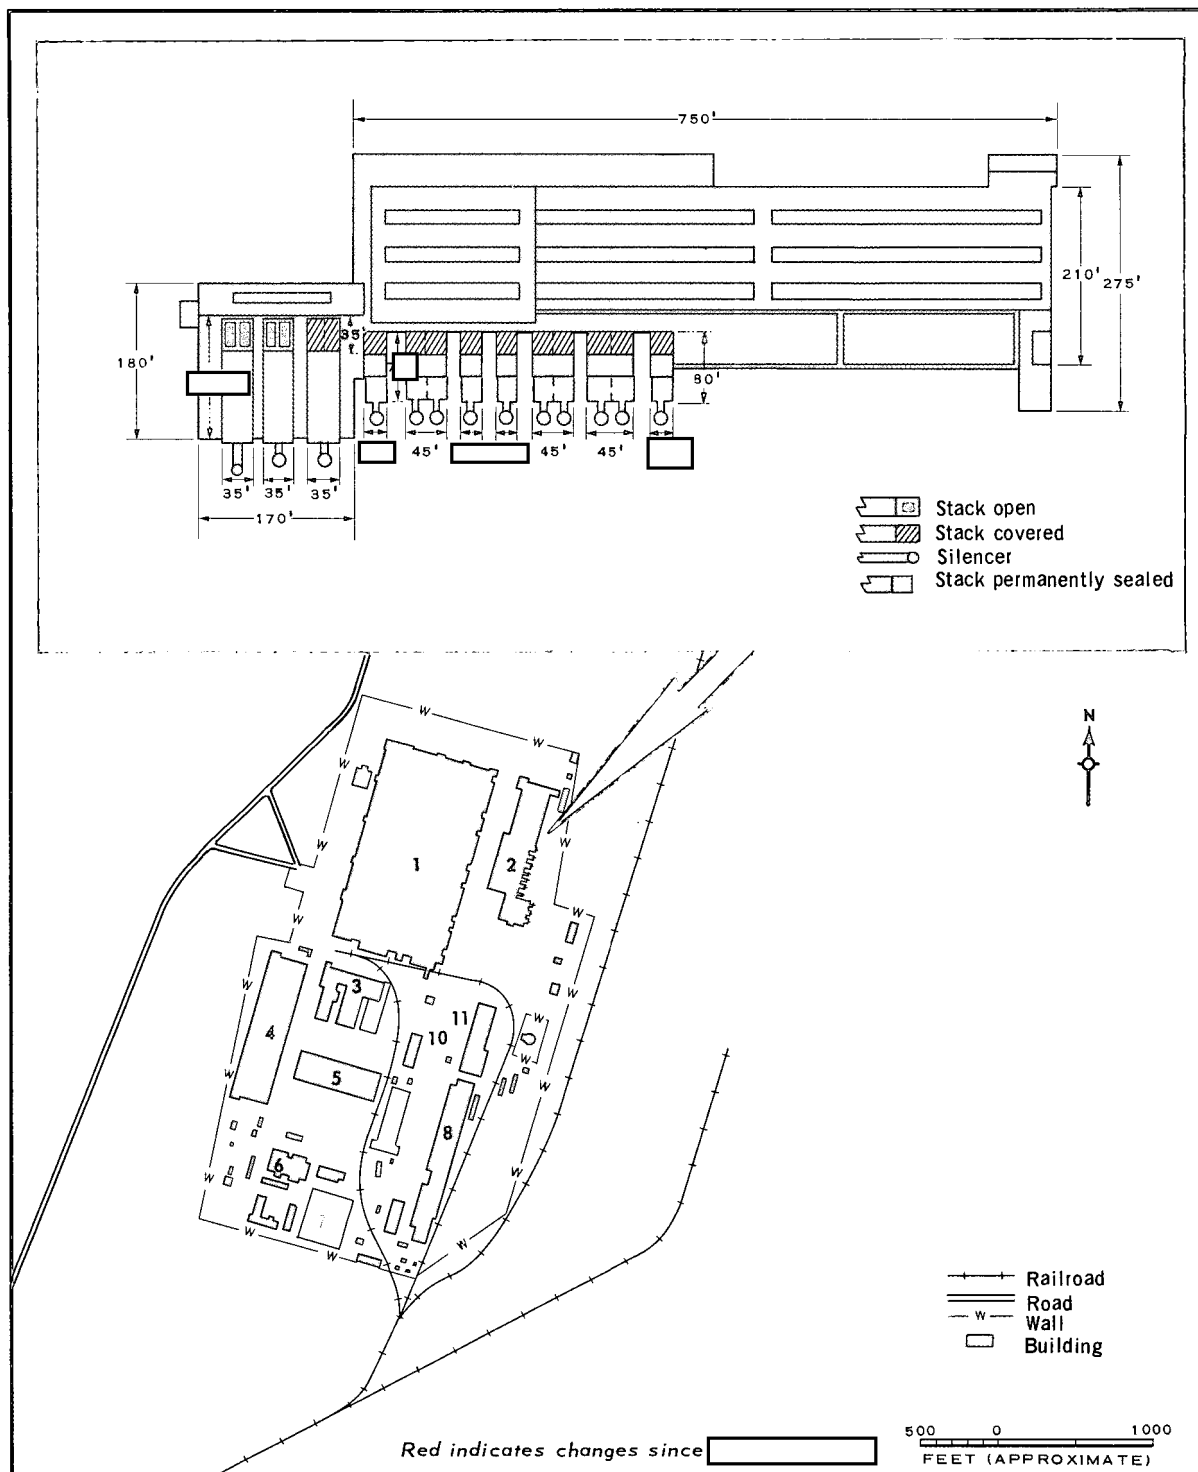 750'
210'
275'
180'
35'
80'
45'
45'
45'
35'
35'
35'
170'
Stack open
Stack covered
Silencer
Stack permanently sealed
W
W
N
W
W
W
1
2
W
W
W
W
W
3
4
10
11
W
W
5
W
8
6
W
W
W
W
W
Railroad
Road
W
Wall
Building
Red indicates changes since
500 0 1000
FEET (APPROXIMATE)